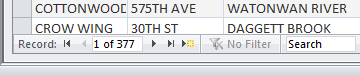 COTTONWOOD 575TH AVE WATONWAN RIVER
CROW WING 30TH ST DAGGETT BROOK
Record: 1 of 377 No Filter Search